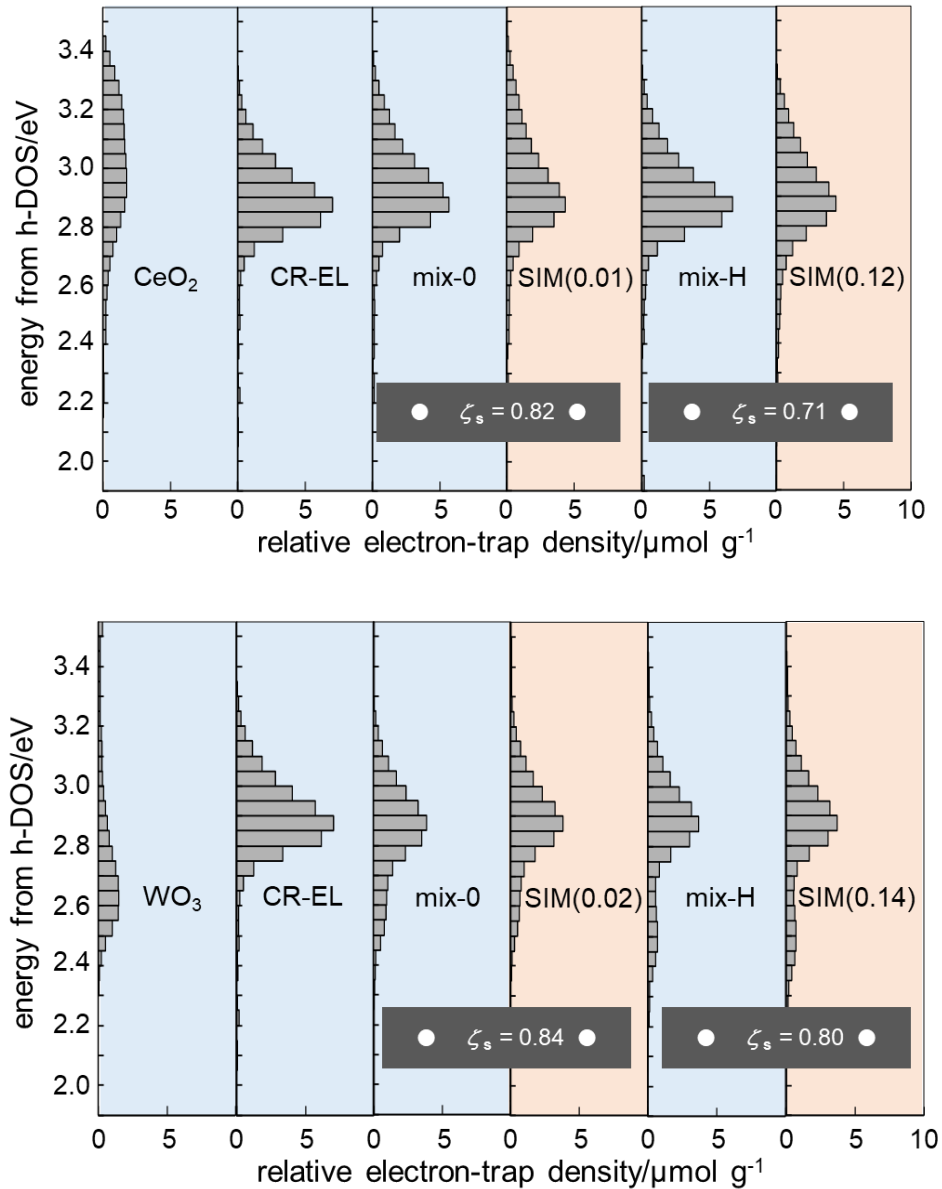 energy from h-DOS/eV
3.4
3.2
3.0
2.8
2.6
2.4
2.2
2.0
CeO₂
CR-EL
mix-0
SIM(0.01)
mix-H
SIM(0.12)
ζs = 0.82
ζs = 0.71
0 5 0 5 0 5 0 5 0 5 0 5 10
relative electron-trap density/µmol g⁻¹
energy from h-DOS/eV
3.4
3.2
3.0
2.8
2.6
2.4
2.2
2.0
WO₃
CR-EL
mix-0
SIM(0.02)
mix-H
SIM(0.14)
ζs = 0.84
ζs = 0.80
0 5 0 5 0 5 0 5 0 5 0 5 10
relative electron-trap density/µmol g⁻¹